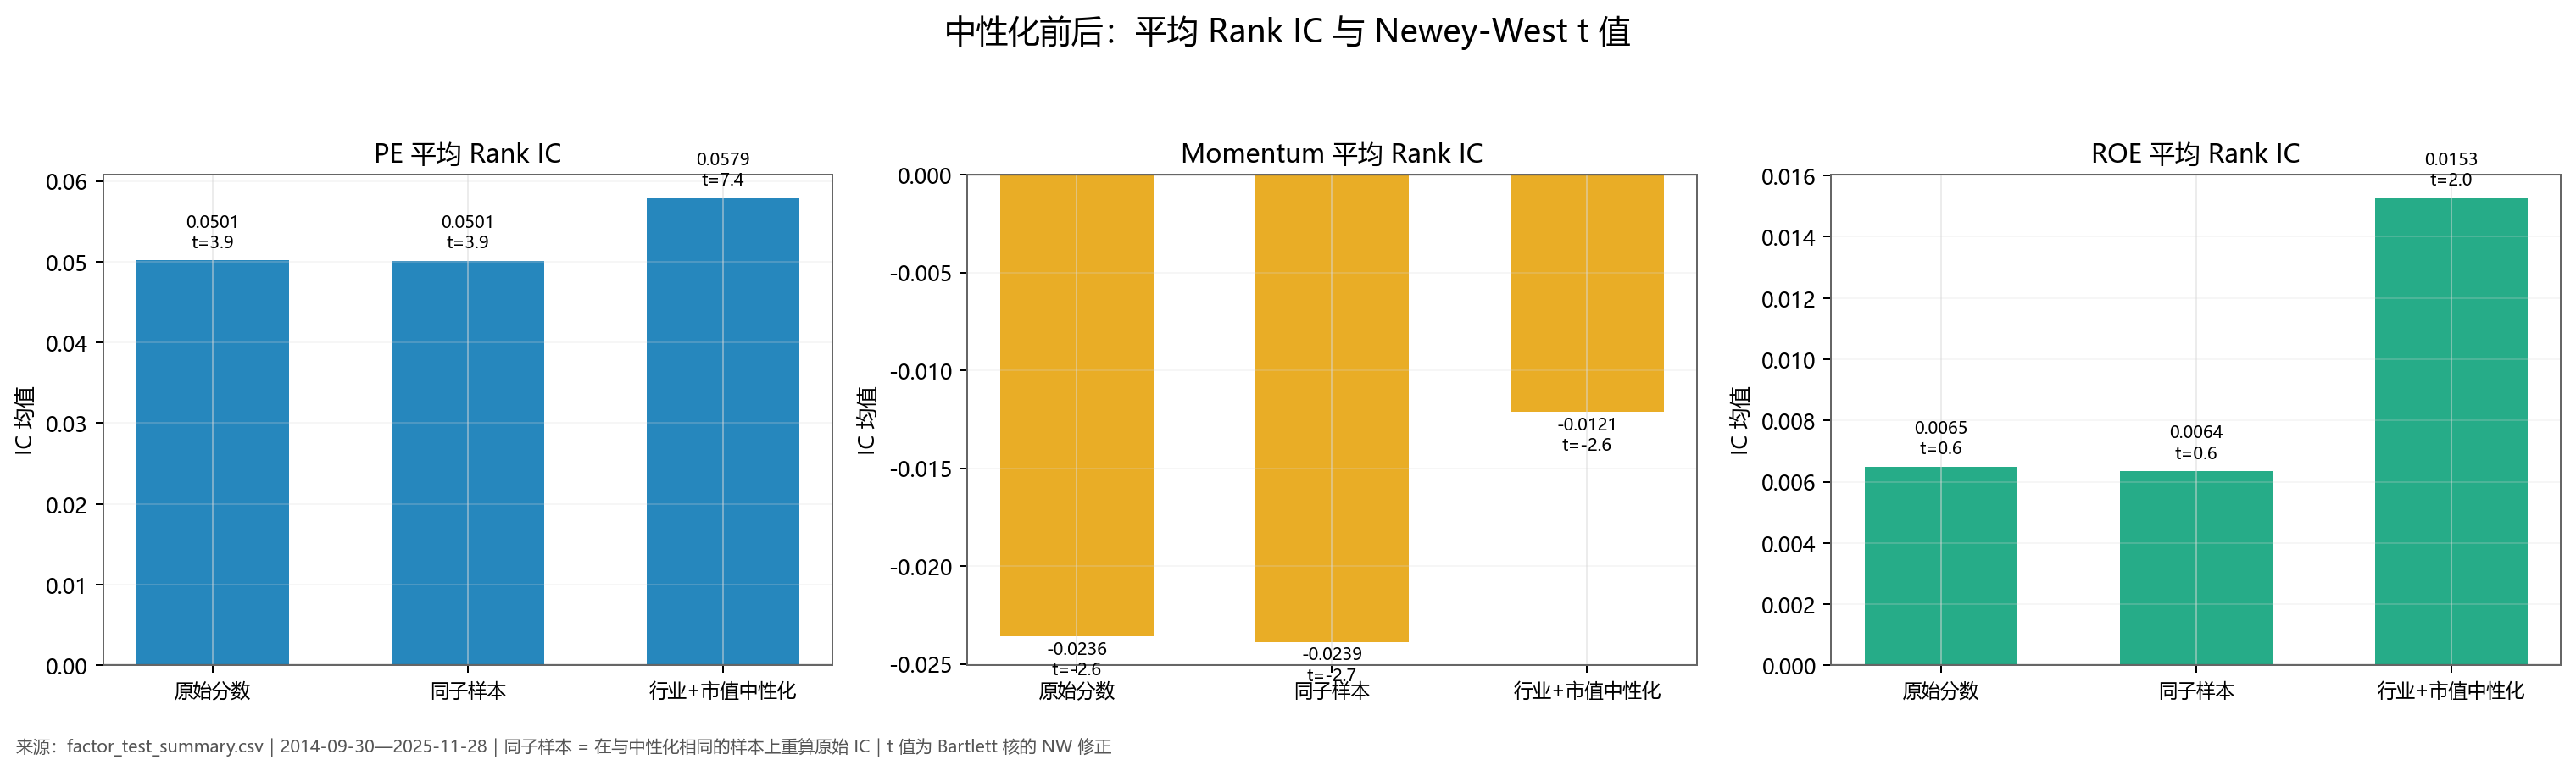 中性化前后：平均 Rank IC 与 Newey-West t 值
PE 平均 Rank IC
IC 均值
0.06
0.05
0.04
0.03
0.02
0.01
0.00
0.0501
t=3.9
0.0501
t=3.9
0.0579
t=7.4
原始分数
同子样本
行业+市值中性化
Momentum 平均 Rank IC
IC 均值
0.000
-0.005
-0.010
-0.015
-0.020
-0.025
-0.0236
t=-2.6
-0.0239
t=-2.7
-0.0121
t=-2.6
原始分数
同子样本
行业+市值中性化
ROE 平均 Rank IC
IC 均值
0.016
0.014
0.012
0.010
0.008
0.006
0.004
0.002
0.000
0.0065
t=0.6
0.0064
t=0.6
0.0153
t=2.0
原始分数
同子样本
行业+市值中性化
来源：factor_test_summary.csv | 2014-09-30—2025-11-28 | 同子样本 = 在与中性化相同的样本上重算原始 IC | t 值为 Bartlett 核的 NW 修正